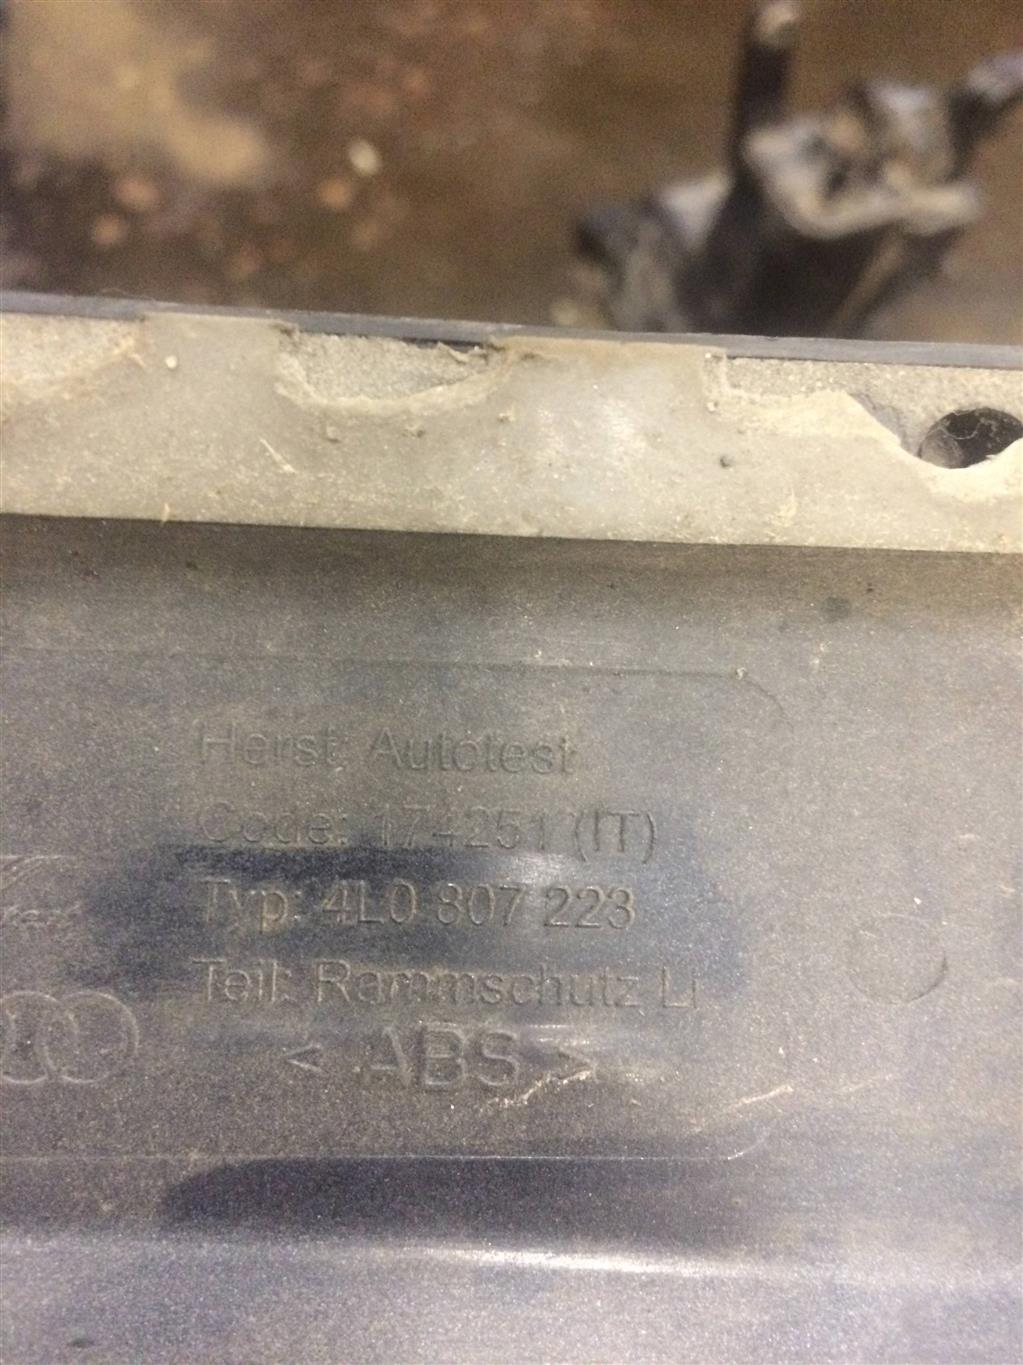 Herst: Autotest
Code: 174251 (IT)
Typ: 4L0 807 223
Teil: Rammschutz Li
< ABS >